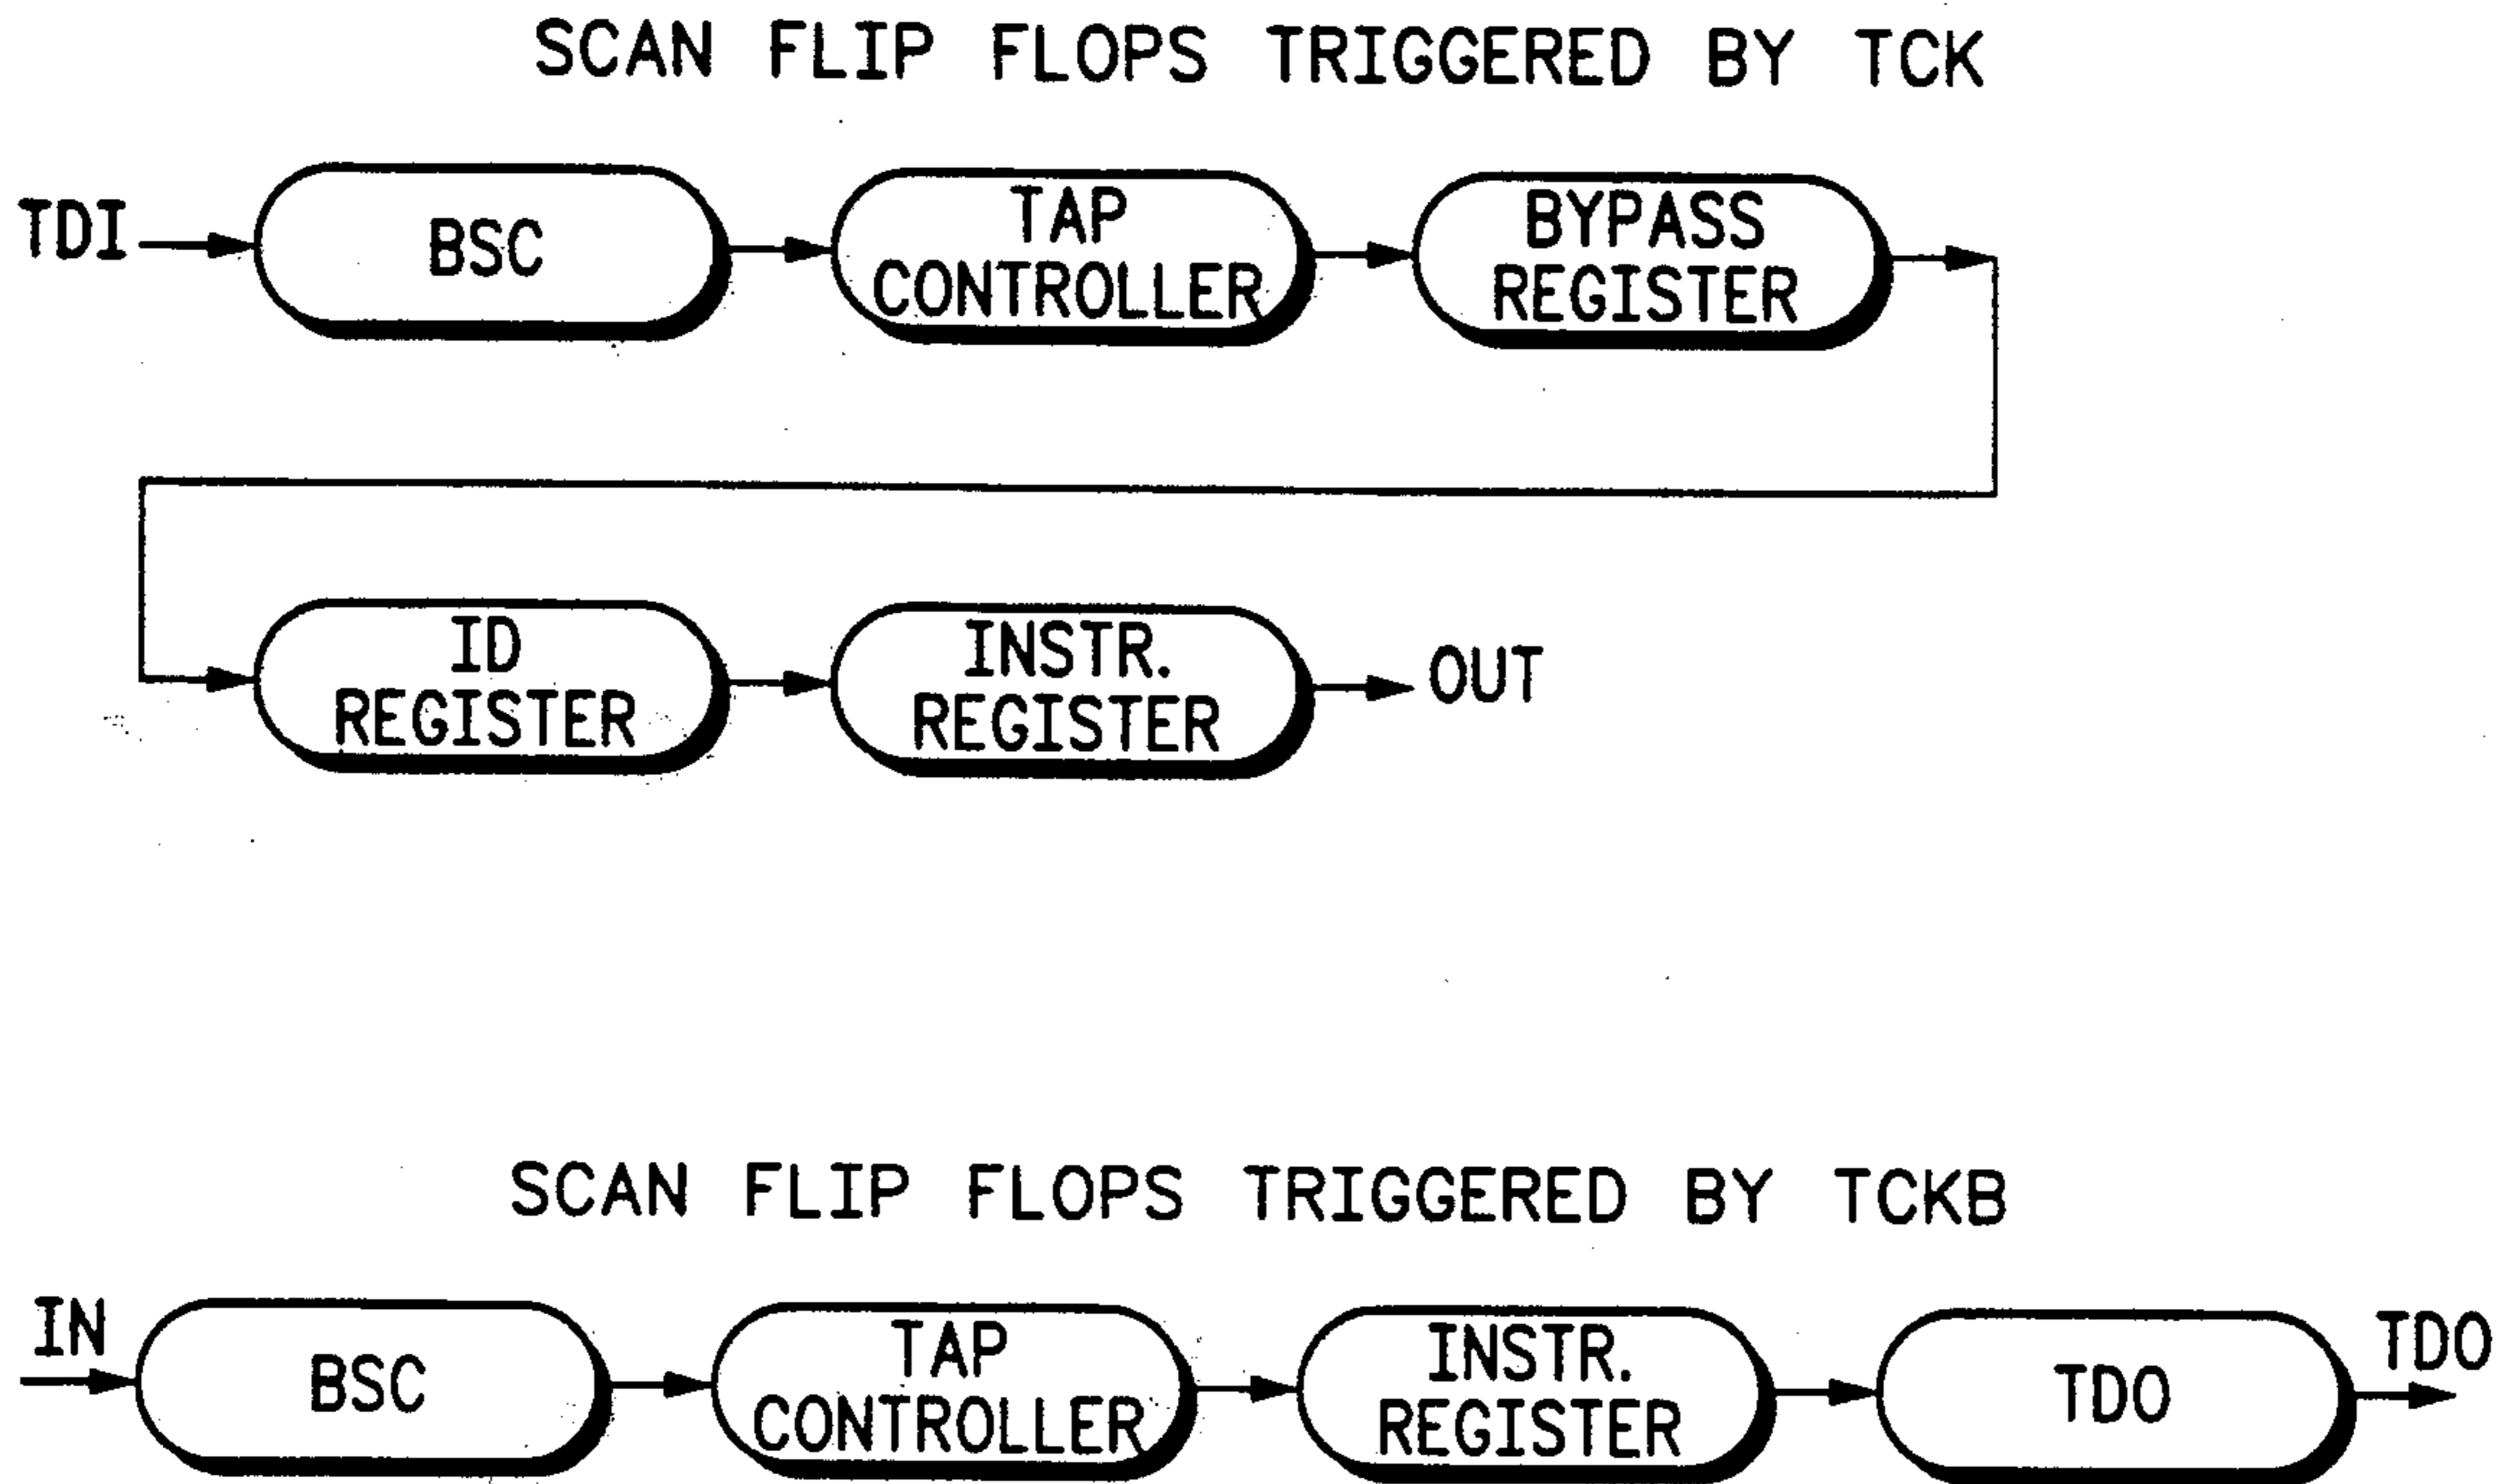 SCAN FLIP FLOPS TRIGGERED BY TCK
TDI
BSC
TAP
CONTROLLER
BYPASS
REGISTER
ID
REGISTER
INSTR.
REGISTER
OUT
SCAN FLIP FLOPS TRIGGERED BY TCKB
IN
BSC
TAP
CONTROLLER
INSTR.
REGISTER
TDO
TDO